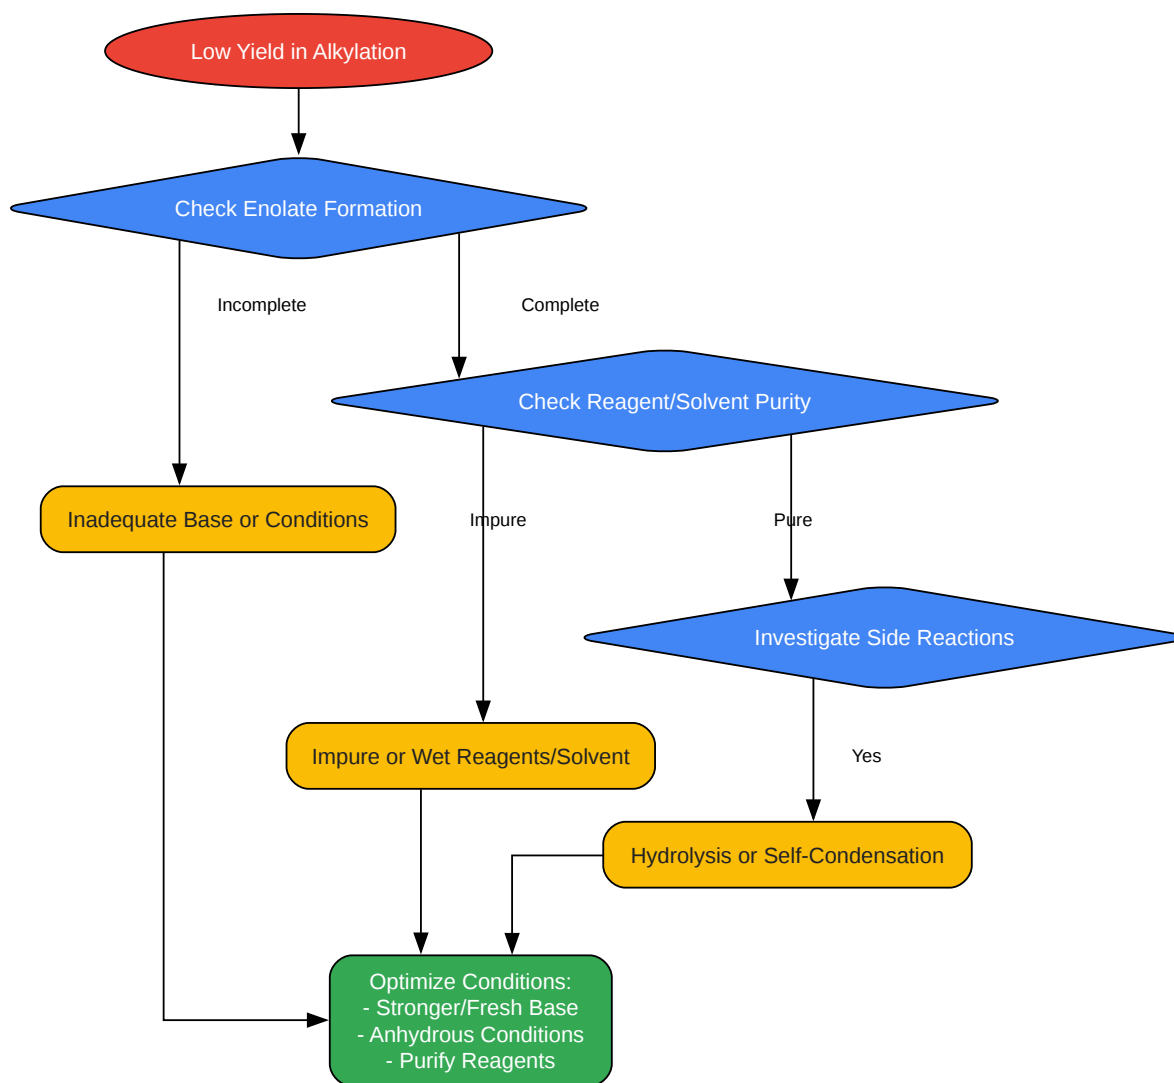 Low Yield in Alkylation
Check Enolate Formation
Incomplete
Complete
Check Reagent/Solvent Purity
Inadequate Base or Conditions
Impure
Pure
Investigate Side Reactions
Impure or Wet Reagents/Solvent
Yes
Hydrolysis or Self-Condensation
Optimize Conditions:
- Stronger/Fresh Base
- Anhydrous Conditions
- Purify Reagents